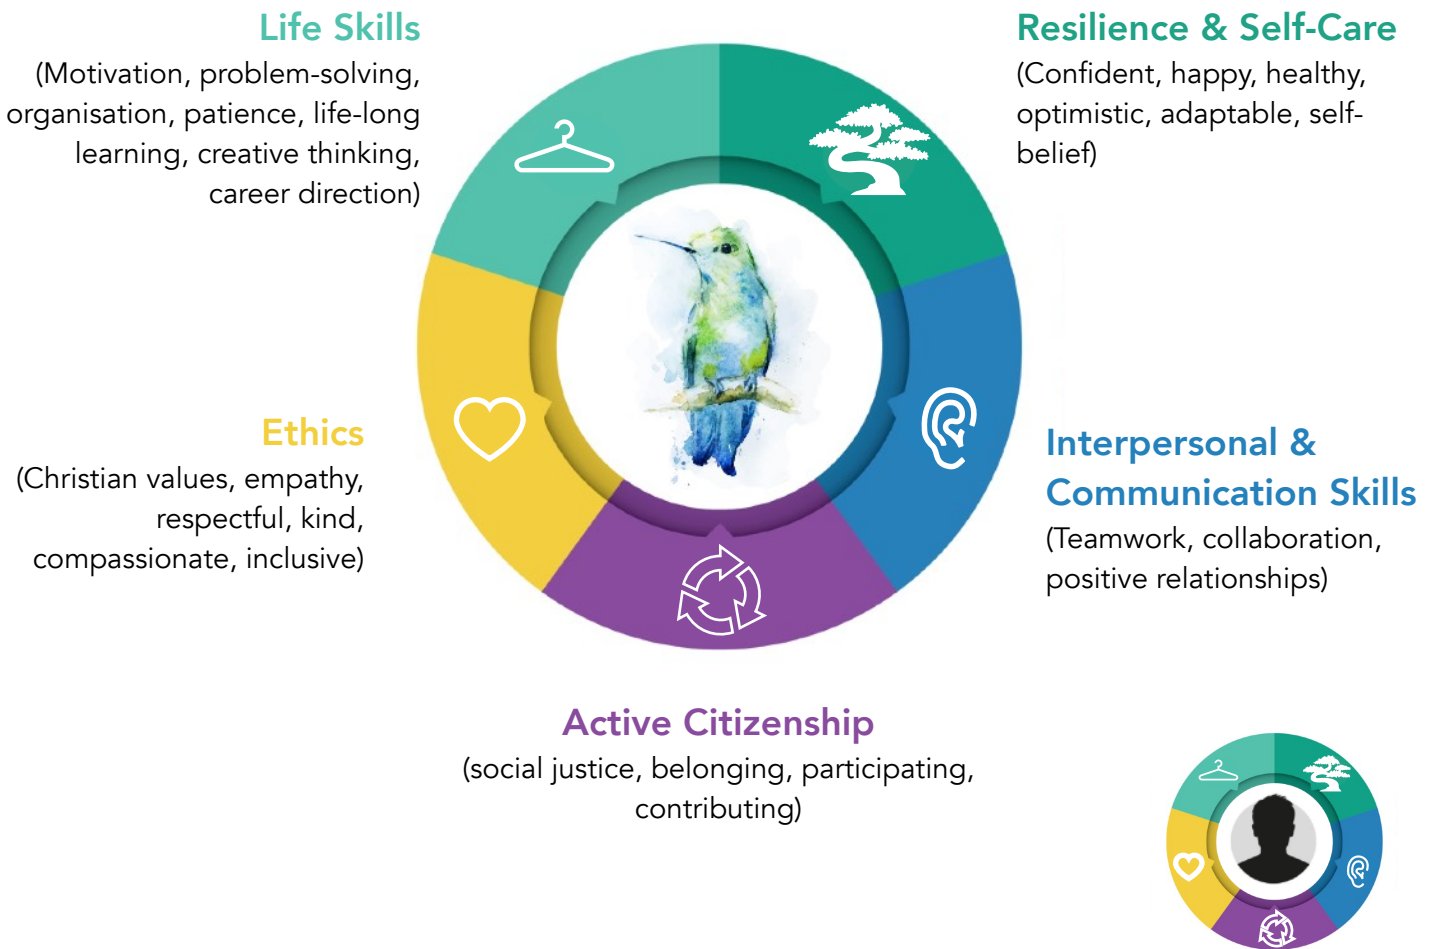 Life Skills
(Motivation, problem-solving,
organisation, patience, life-long
learning, creative thinking,
career direction)
Resilience & Self-Care
(Confident, happy, healthy,
optimistic, adaptable, self-
belief)
Ethics
(Christian values, empathy,
respectful, kind,
compassionate, inclusive)
Interpersonal &
Communication Skills
(Teamwork, collaboration,
positive relationships)
Active Citizenship
(social justice, belonging, participating,
contributing)